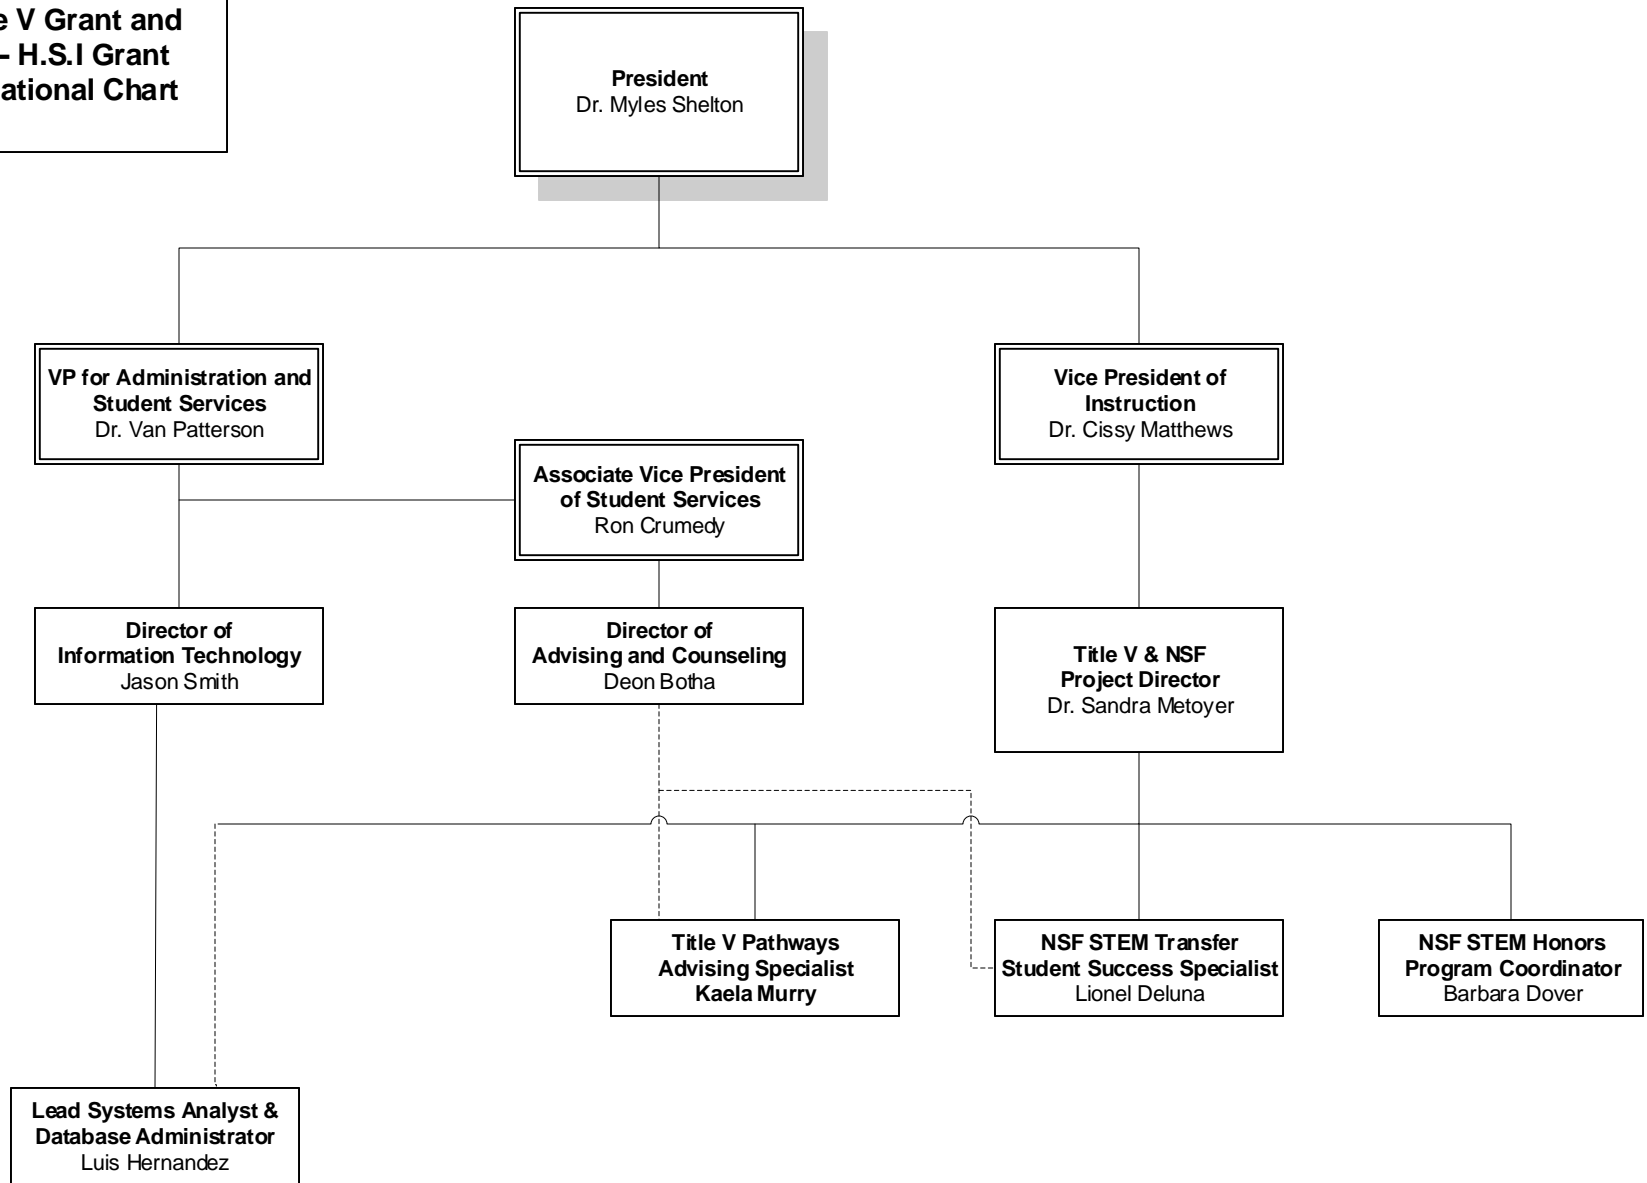 V Grant and
- H.S.I Grant
ational Chart
President
Dr. Myles Shelton
VP for Administration and
Student Services
Dr. Van Patterson
Vice President of
Instruction
Dr. Cissy Matthews
Associate Vice President
of Student Services
Ron Crumedy
Director of
Information Technology
Jason Smith
Director of
Advising and Counseling
Deon Botha
Title V & NSF
Project Director
Dr. Sandra Metoyer
Title V Pathways
Advising Specialist
Kaela Murry
NSF STEM Transfer
Student Success Specialist
Lionel Deluna
NSF STEM Honors
Program Coordinator
Barbara Dover
Lead Systems Analyst &
Database Administrator
Luis Hernandez